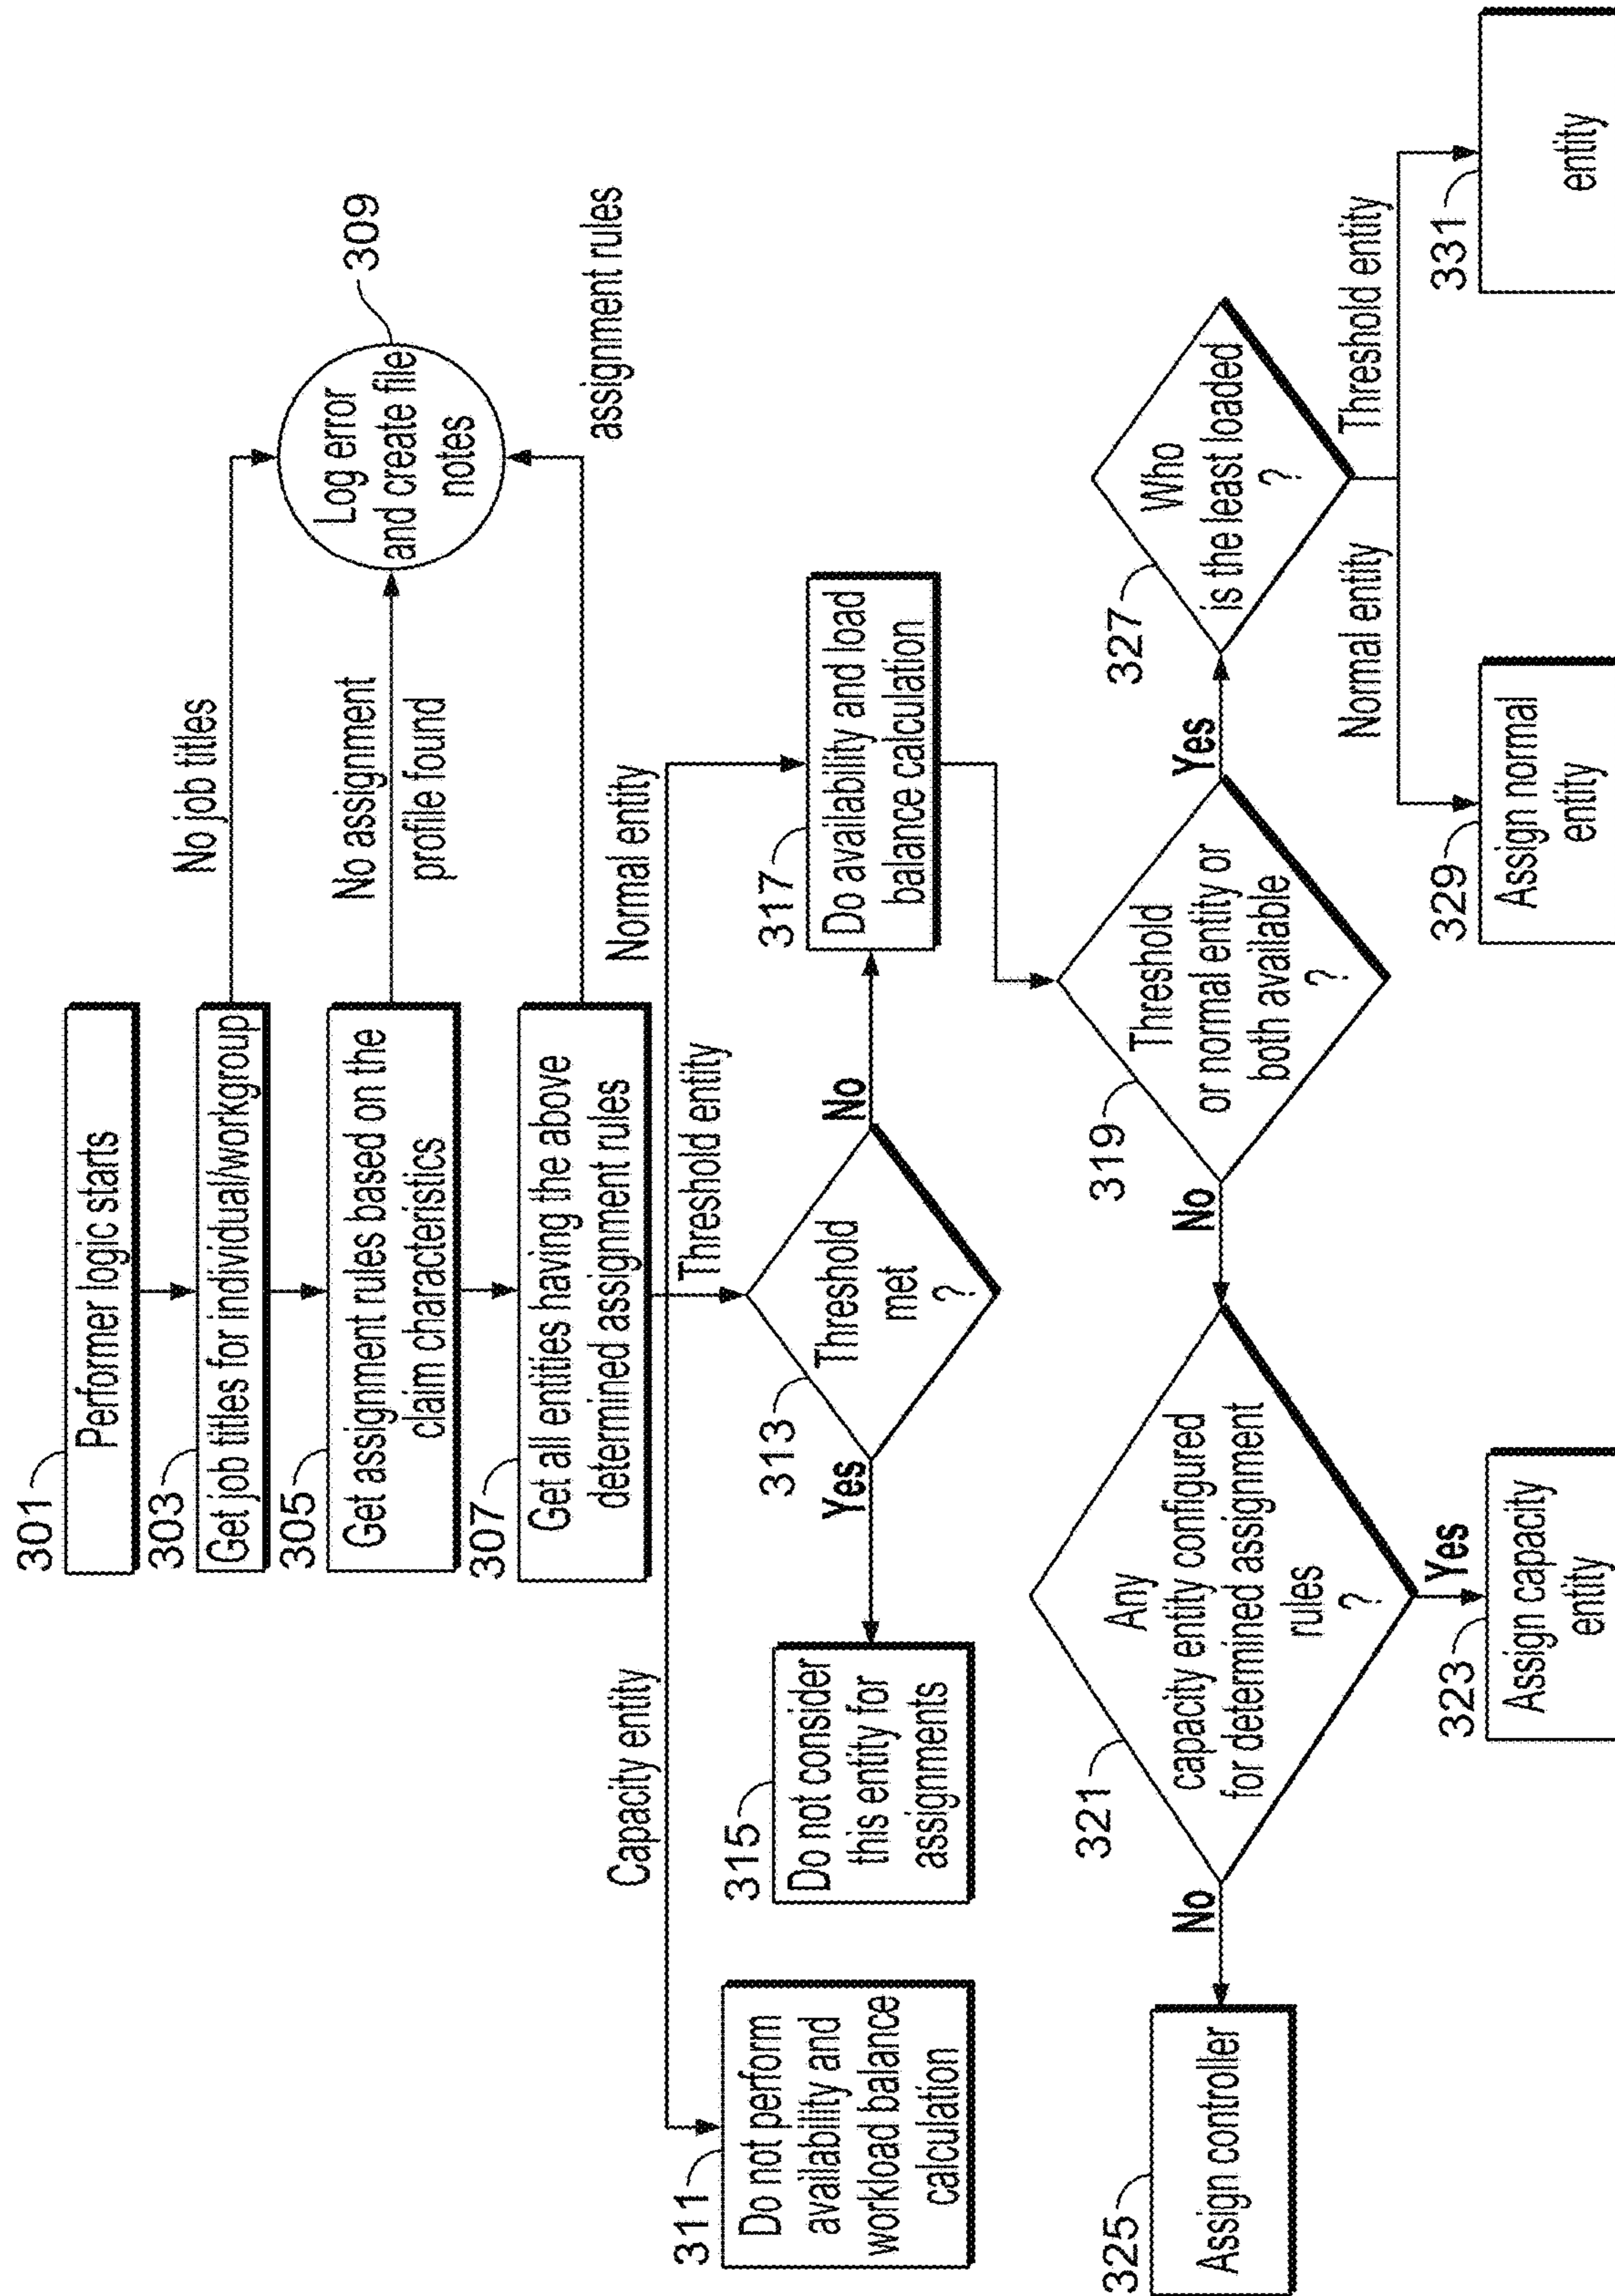 301
Performer logic starts
303
Get job titles for individual/workgroup
No job titles
305
Get assignment rules based on the
claim characteristics
No assignment
profile found
Log error
and create file
notes
309
307
Get all entities having the above
determined assignment rules
assignment rules
Capacity entity
Threshold entity
Normal entity
311
Do not perform
availability and
workload balance
calculation
315
Do not consider
this entity for
assignments
Yes
313
Threshold
met
?
No
317
Do availability and load
balance calculation
325
Assign controller
No
321
Any
capacity entity configured
for determined assignment
rules
?
No
319
Threshold
or normal entity or
both available
?
Yes
327
Who
is the least loaded
?
Yes
323
Assign capacity
entity
Normal entity
Threshold entity
329
Assign normal
entity
331
entity